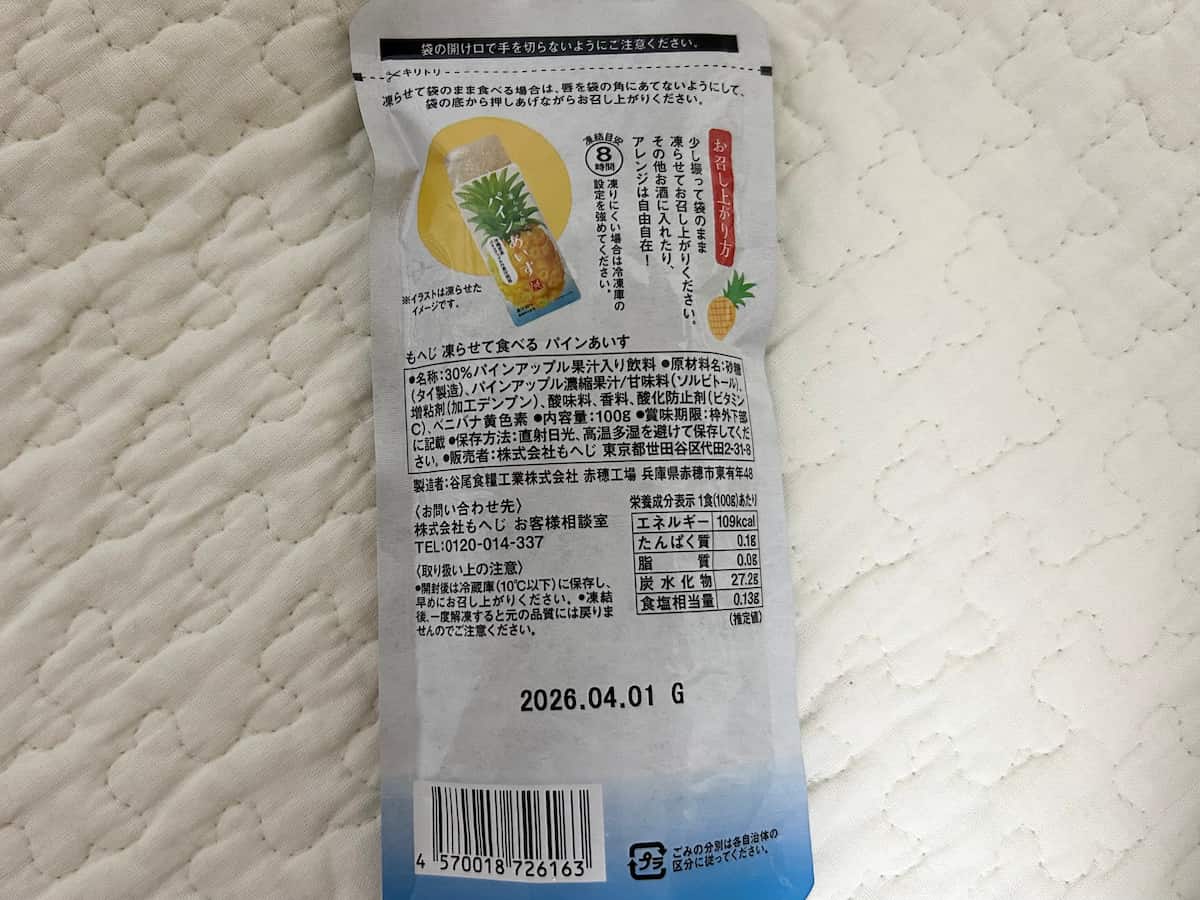 袋の開け口で手を切らないようにご注意ください。
キリトリ
凍らせて袋のまま食べる場合は、唇を袋の角にあてないようにして、
袋の底から押しあげながらお召し上がりください。
お召し上がり方
少し揉って袋のまま
凍らせてお召し上がりください。
その他お酒に入れたり、
アレンジは自由自在!
凍結目安
8
時間
凍りにくい場合は冷凍庫の
設定を強めてください。
パインあいす
※イラストは凍らせた
イメージです。
もへじ 凍らせて食べる パインあいす
●名称:30%パインアップル果汁入り飲料 ●原材料名:砂糖
(タイ製造)、パインアップル濃縮果汁/甘味料(ソルビトール)、
増粘剤(加工デンプン)、酸味料、香料、酸化防止剤(ビタミン
C)、ベニバナ黄色素 ●内容量:100g ●賞味期限:枠外下部
に記載 ●保存方法:直射日光、高温多湿を避けて保存してくだ
さい。●販売者:株式会社もへじ 東京都世田谷区代田2-31-8
製造者:谷尾食糧工業株式会社 赤穂工場 兵庫県赤穂市東有年48
〈お問い合わせ先〉
株式会社もへじ お客様相談室
TEL:0120-014-337
〈取り扱い上の注意〉
●開封後は冷蔵庫(10℃以下)に保存し、
早めにお召し上がりください。●凍結
後、一度解凍すると元の品質には戻りま
せんのでご注意ください。
栄養成分表示 1食(100g)あたり
エネルギー 109kcal
たんぱく質 0.1g
脂質 0.0g
炭水化物 27.2g
食塩相当量 0.13g
(推定値)
2026.04.01 G
4 570018 726163
プラ
ごみの分別は各自治体の
区分に従ってください。